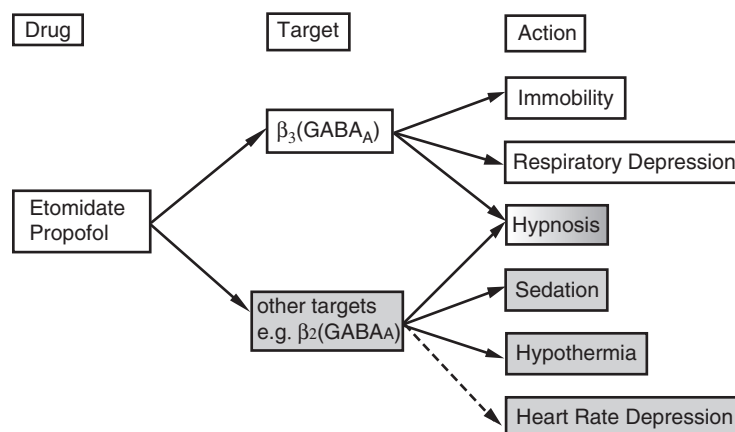 Drug
Target
Action
Etomidate
Propofol
β₃(GABA_A)
other targets
e.g. β₂(GABAA)
Immobility
Respiratory Depression
Hypnosis
Sedation
Hypothermia
Heart Rate Depression